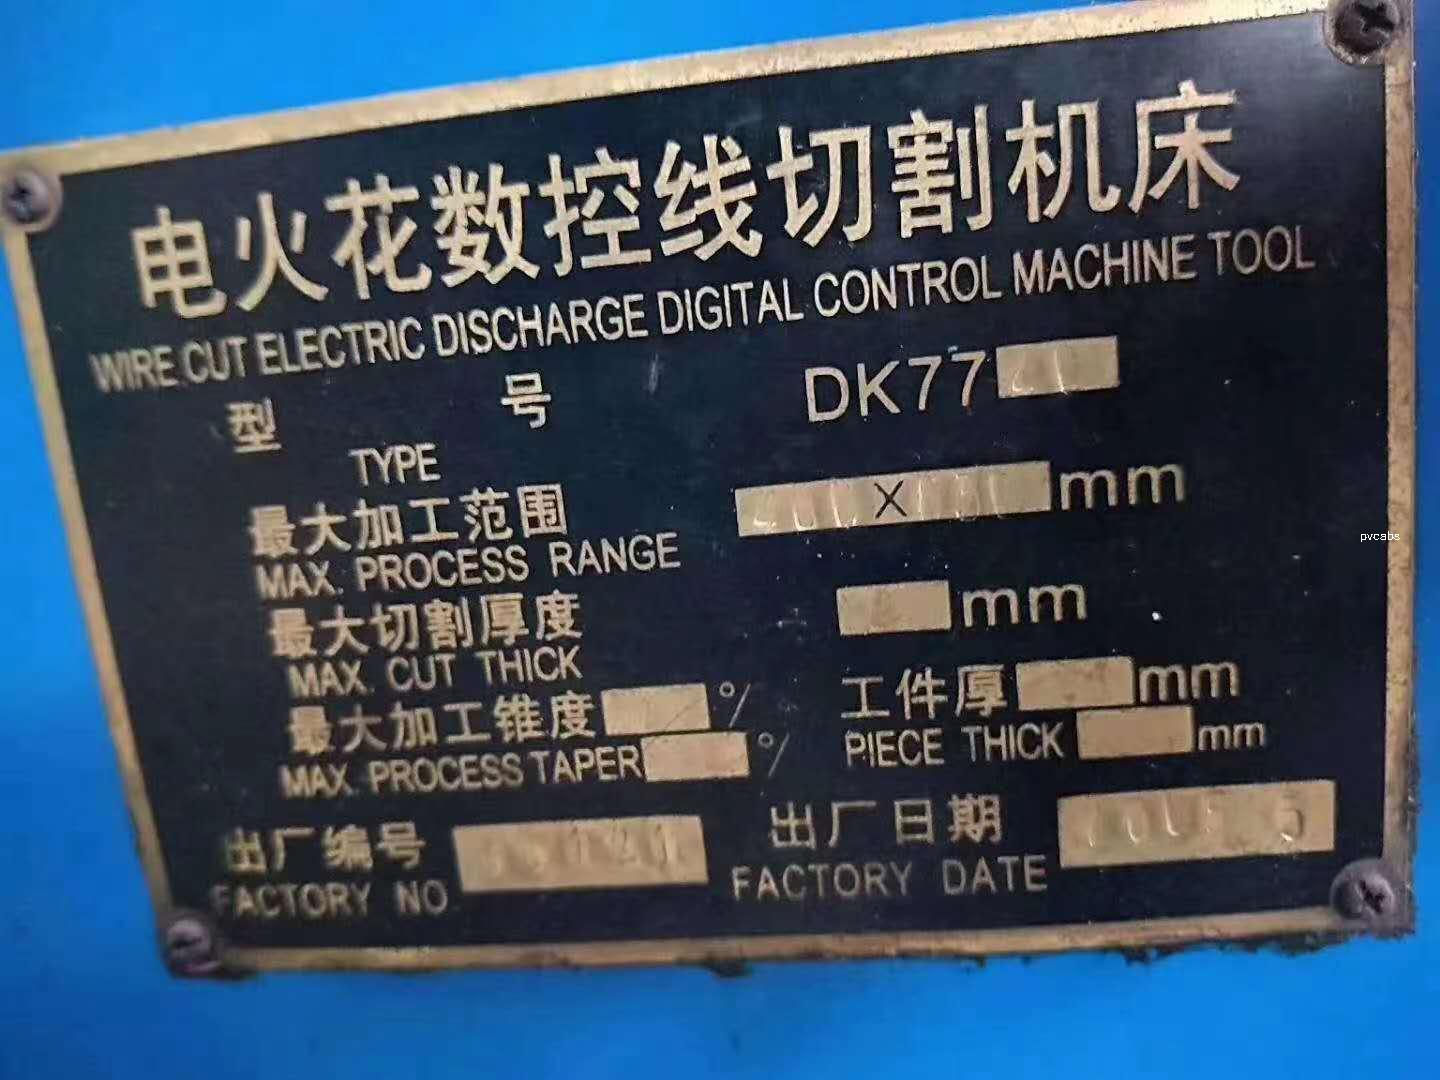 电火花数控线切割机床
WIRE CUT ELECTRIC DISCHARGE DIGITAL CONTROL MACHINE TOOL
型 号 DK77
TYPE
最大加工范围 X mm
MAX. PROCESS RANGE
最大切割厚度 mm
MAX. CUT THICK
最大加工锥度 °/ 工件厚 mm
MAX. PROCESS TAPER °/ PIECE THICK mm
出厂编号 出厂日期
FACTORY NO FACTORY DATE
pvcabs